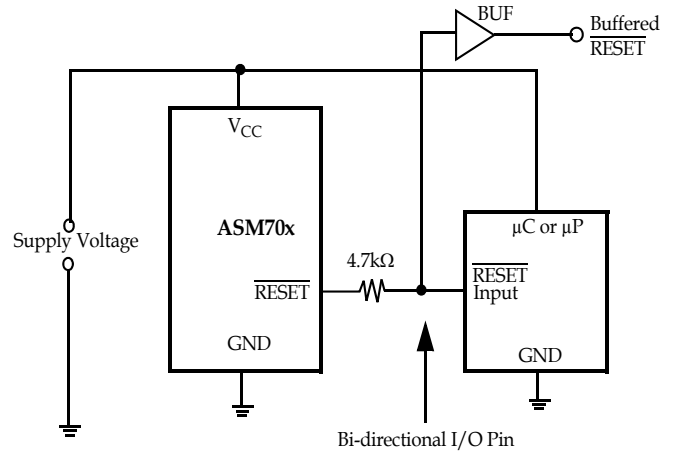 BUF
Buffered
RESET
VCC
µC or µP
ASM70x
Supply Voltage
4.7kΩ
RESET
RESET
Input
GND
GND
Bi-directional I/O Pin